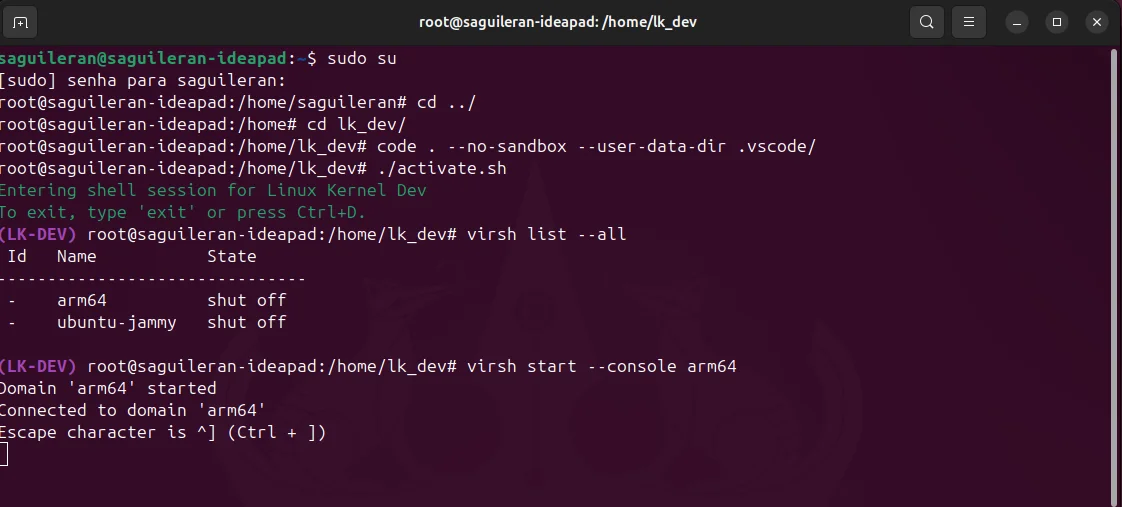 root@saguileran-ideapad: /home/lk_dev
saguileran@saguileran-ideapad:~$ sudo su
[sudo] senha para saguileran:
root@saguileran-ideapad:/home/saguileran# cd ../
root@saguileran-ideapad:/home# cd lk_dev/
root@saguileran-ideapad:/home/lk_dev# code . --no-sandbox --user-data-dir .vscode/
root@saguileran-ideapad:/home/lk_dev# ./activate.sh
Entering shell session for Linux Kernel Dev
To exit, type 'exit' or press Ctrl+D.
(LK-DEV) root@saguileran-ideapad:/home/lk_dev# virsh list --all
Id Name State
-------------------------------
- arm64 shut off
- ubuntu-jammy shut off
(LK-DEV) root@saguileran-ideapad:/home/lk_dev# virsh start --console arm64
Domain 'arm64' started
Connected to domain 'arm64'
Escape character is ^] (Ctrl + ])